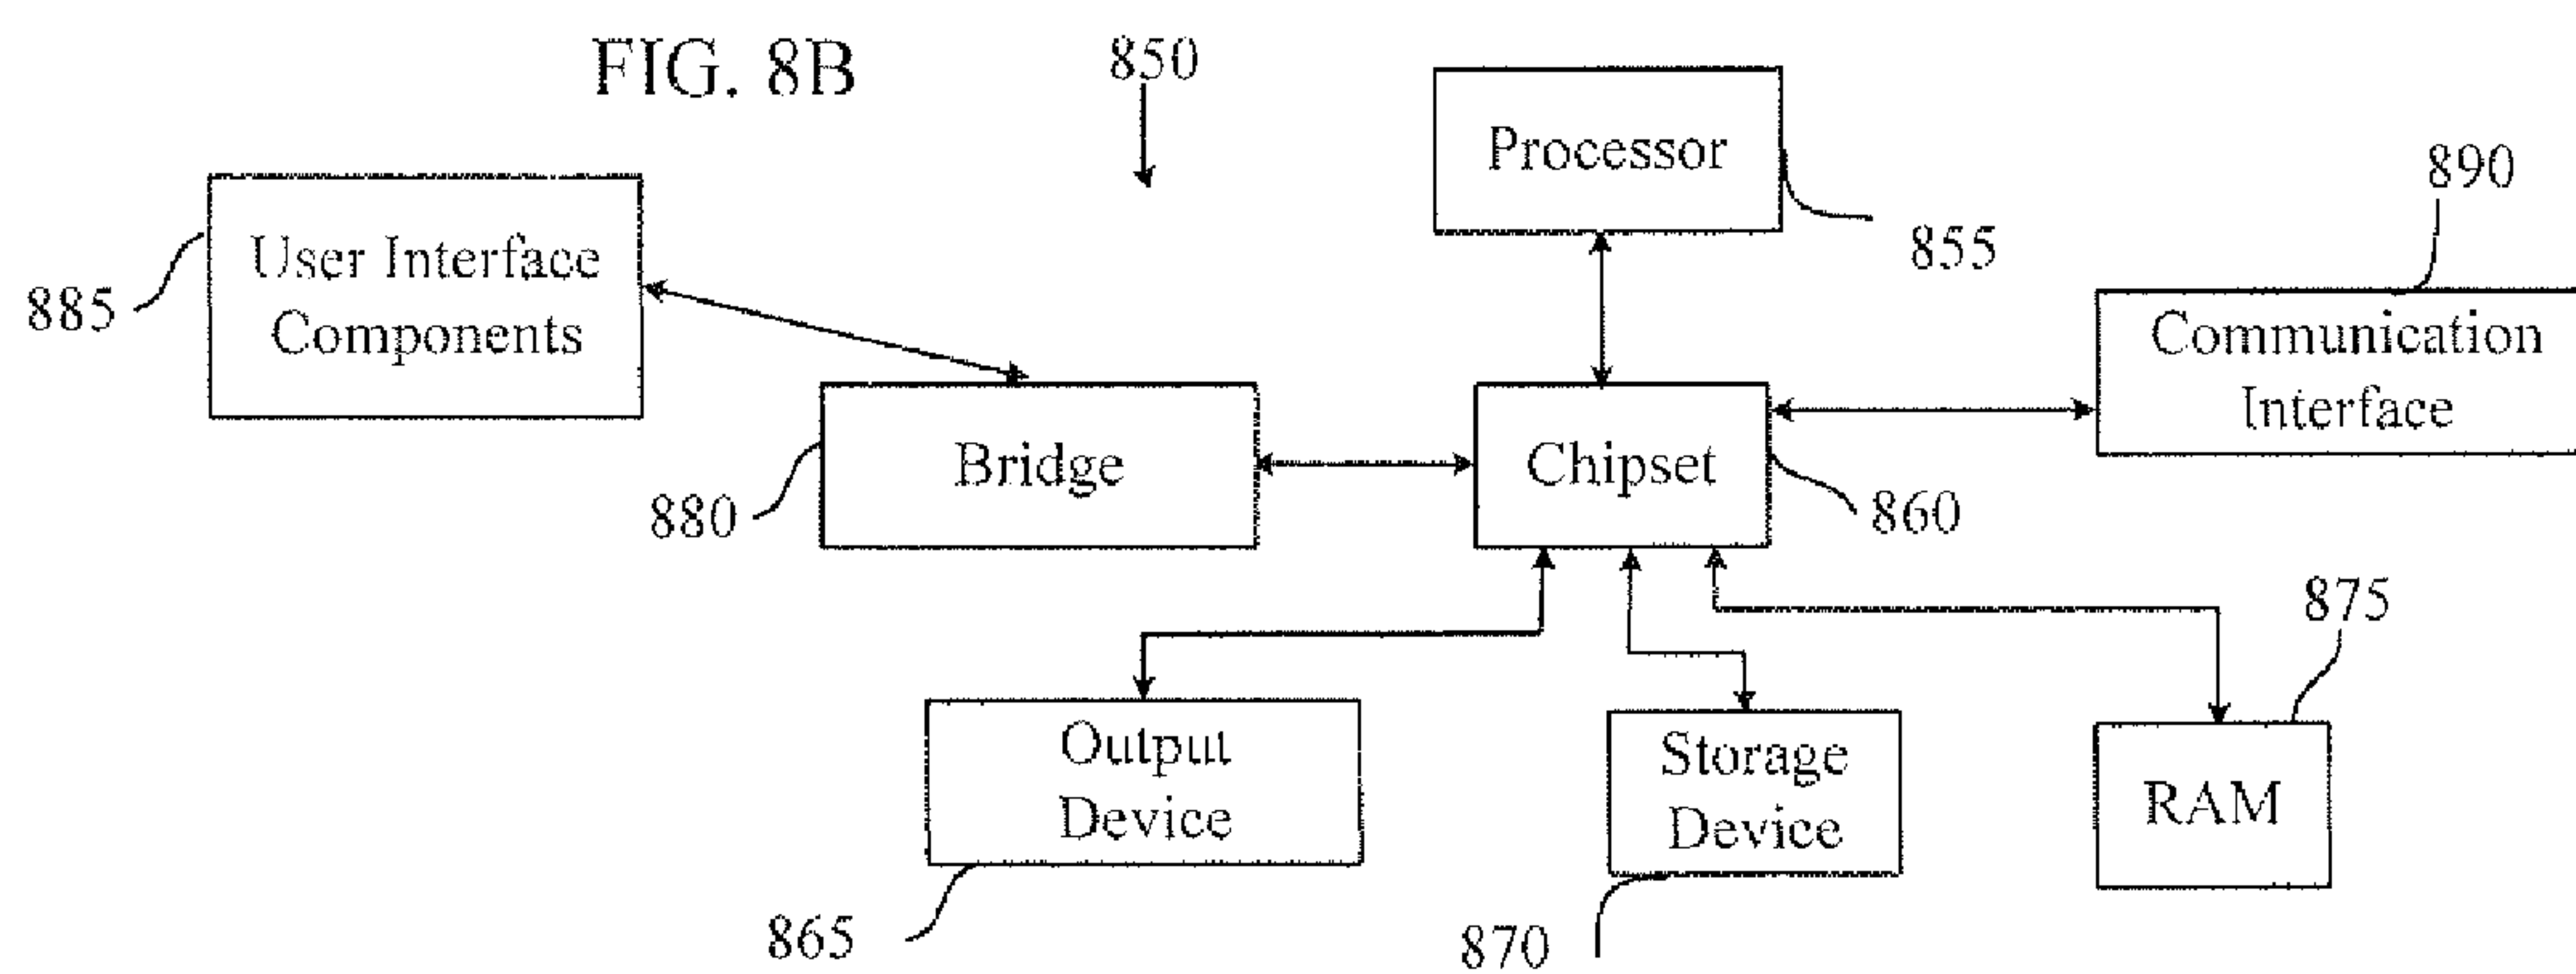 FIG. 8B
850
Processor
890
855
User Interface
Components
885
Communication
Interface
Bridge
Chipset
880
860
875
Output
Device
Storage
Device
RAM
865
870